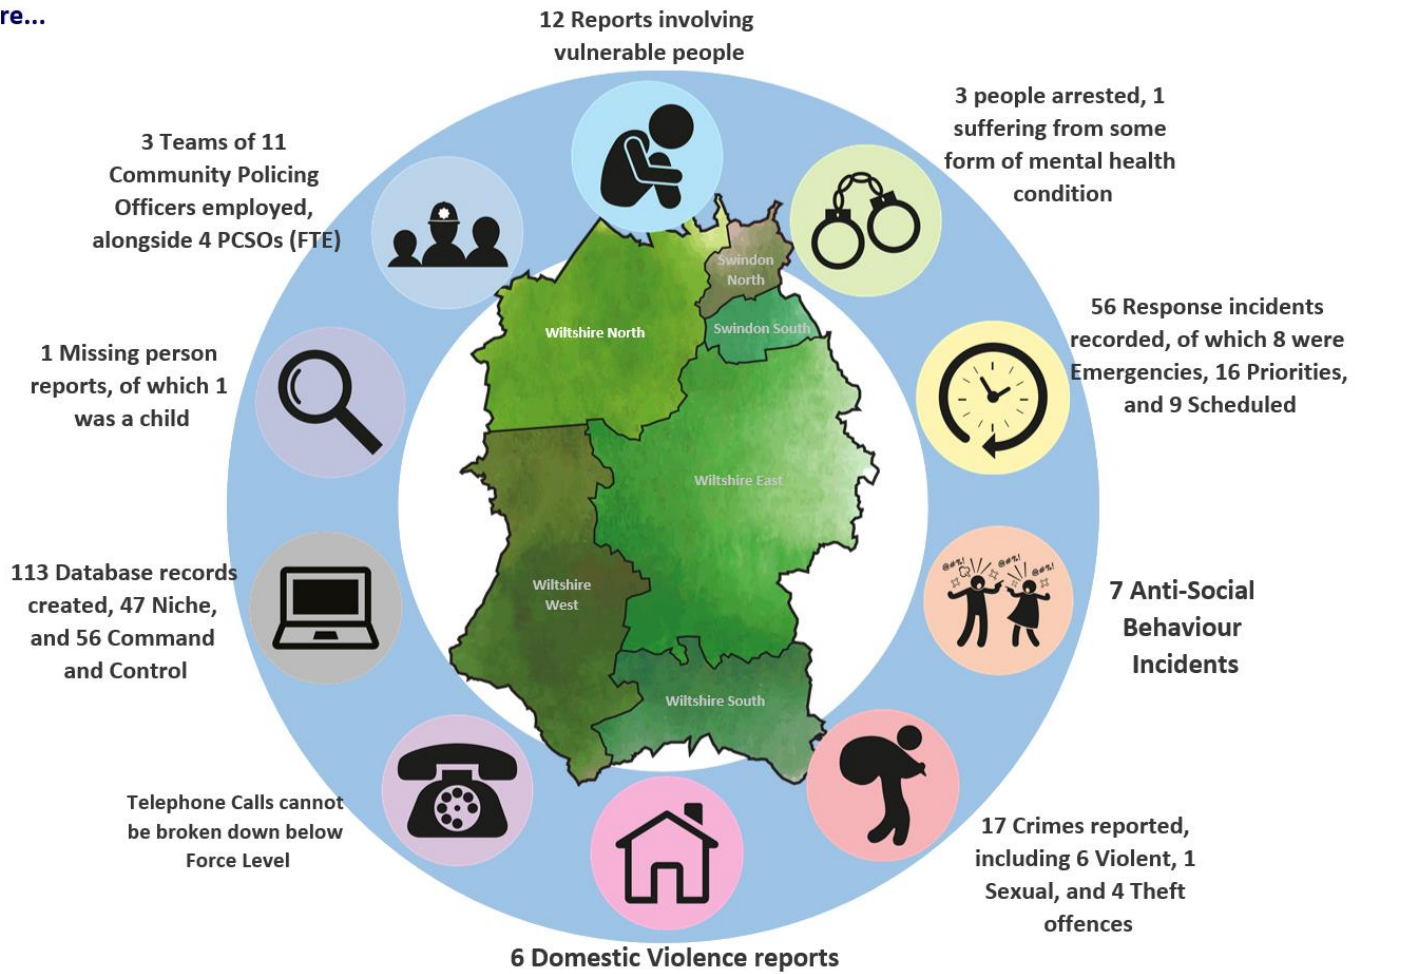 re...
12 Reports involving
vulnerable people
3 people arrested, 1
suffering from some
form of mental health
condition
3 Teams of 11
Community Policing
Officers employed,
alongside 4 PCSOs (FTE)
Swindon
North
56 Response incidents
recorded, of which 8 were
Emergencies, 16 Priorities,
and 9 Scheduled
Wiltshire North
Swindon South
1 Missing person
reports, of which 1
was a child
Wiltshire East
113 Database records
created, 47 Niche,
and 56 Command
and Control
Wiltshire
West
@#%!
@#%!
@#%!
7 Anti-Social
Behaviour
Incidents
Wiltshire South
Telephone Calls cannot
be broken down below
Force Level
17 Crimes reported,
including 6 Violent, 1
Sexual, and 4 Theft
offences
6 Domestic Violence reports